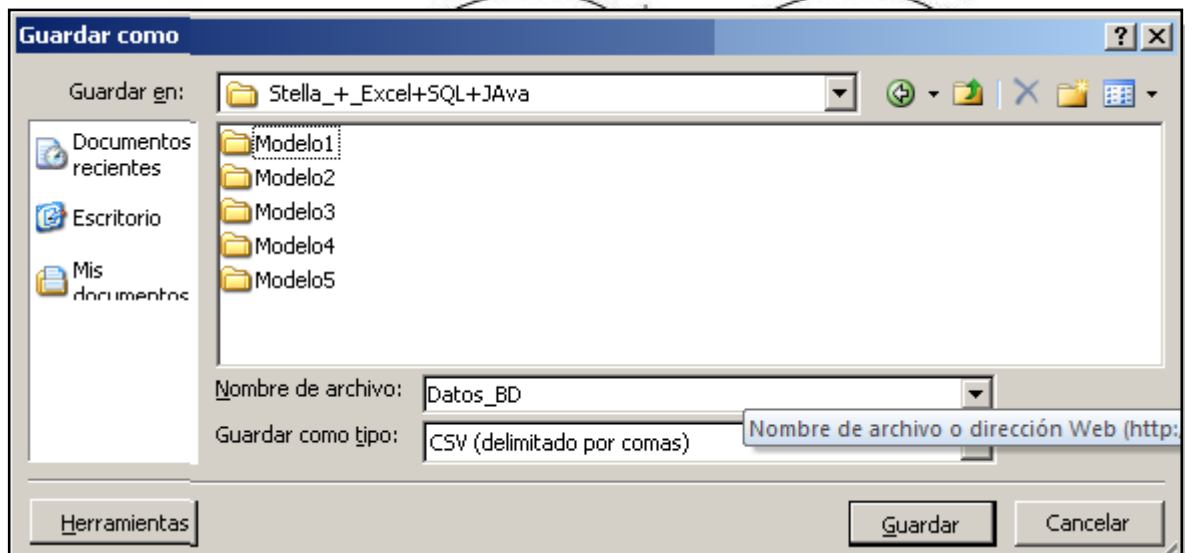 Guardar como
Guardar en:
Stella_+_Excel+SQL+JAva
Documentos
recientes
Escritorio
Mis
documentos
Modelo1
Modelo2
Modelo3
Modelo4
Modelo5
Nombre de archivo:
Datos_BD
Guardar como tipo:
CSV (delimitado por comas)
Nombre de archivo o dirección Web (http:/
Herramientas
Guardar
Cancelar